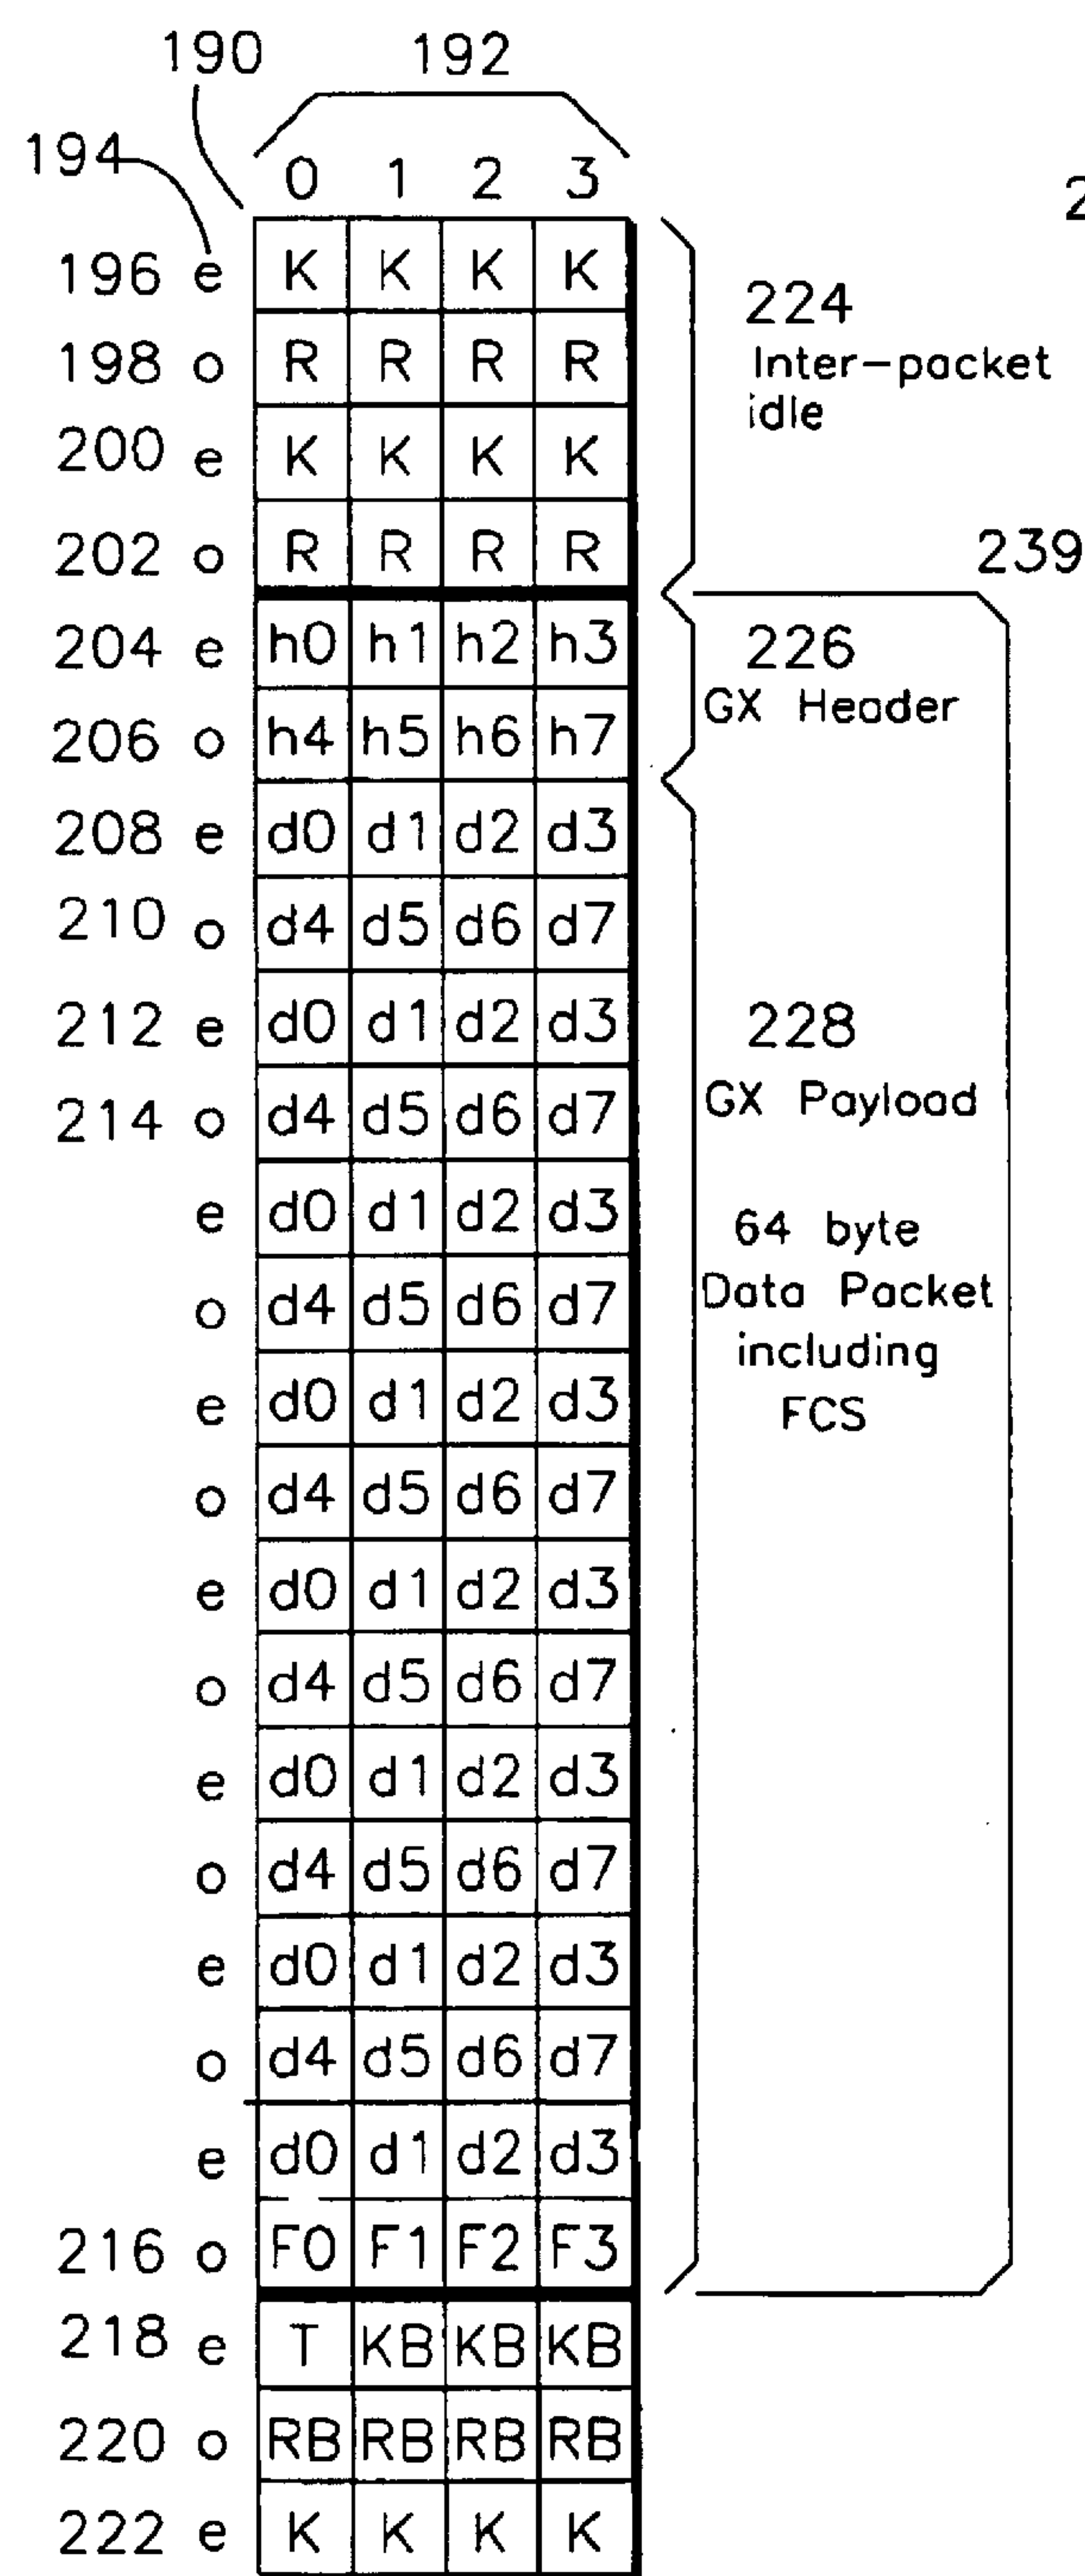 190 192
194
0 1 2 3
2
196 e K K K K
224
198 o R R R R
Inter-packet
200 e K K K K
idle
202 o R R R R
239
204 e h0 h1 h2 h3
226
GX Header
206 o h4 h5 h6 h7
208 e d0 d1 d2 d3
210 o d4 d5 d6 d7
212 e d0 d1 d2 d3
228
214 o d4 d5 d6 d7
GX Payload
e d0 d1 d2 d3
64 byte
o d4 d5 d6 d7
Data Packet
including
e d0 d1 d2 d3
FCS
o d4 d5 d6 d7
e d0 d1 d2 d3
o d4 d5 d6 d7
e d0 d1 d2 d3
o d4 d5 d6 d7
e d0 d1 d2 d3
o d4 d5 d6 d7
e d0 d1 d2 d3
216 o F0 F1 F2 F3
218 e T KB KB KB
220 o RB RB RB RB
222 e K K K K